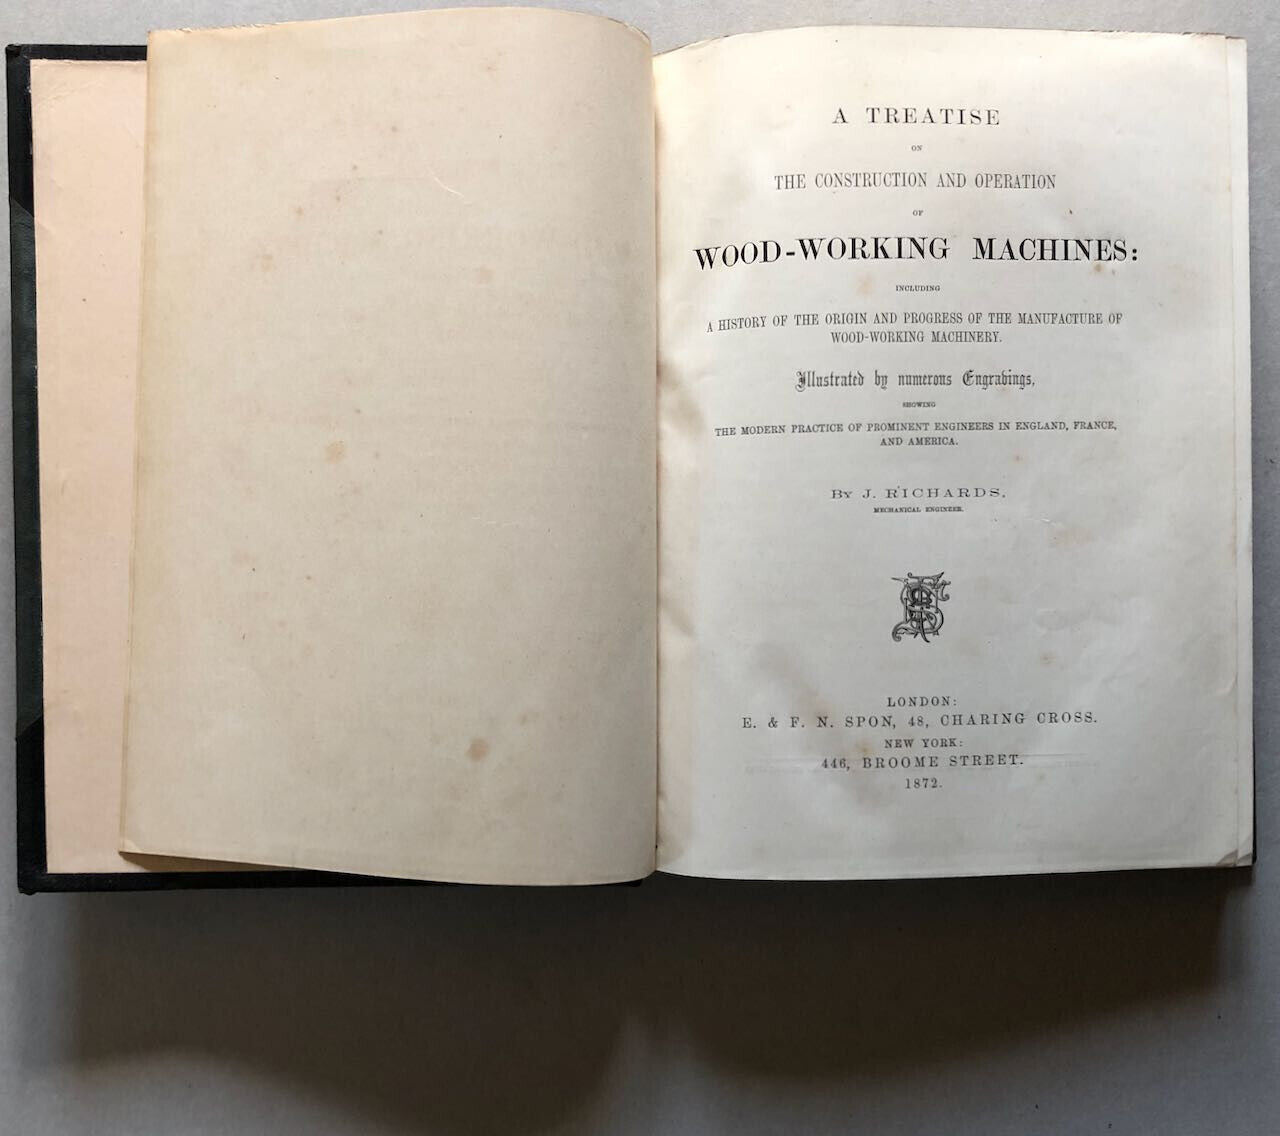 A TREATISE
ON
THE CONSTRUCTION AND OPERATION
OF
WOOD-WORKING MACHINES:
INCLUDING
A HISTORY OF THE ORIGIN AND PROGRESS OF THE MANUFACTURE OF
WOOD-WORKING MACHINERY.
Illustrated by numerous Engravings,
SHOWING
THE MODERN PRACTICE OF PROMINENT ENGINEERS IN ENGLAND, FRANCE,
AND AMERICA.
BY J. RICHARDS,
MECHANICAL ENGINEER.
LONDON:
E. & F. N. SPON, 48, CHARING CROSS.
NEW YORK:
446, BROOME STREET.
1872.